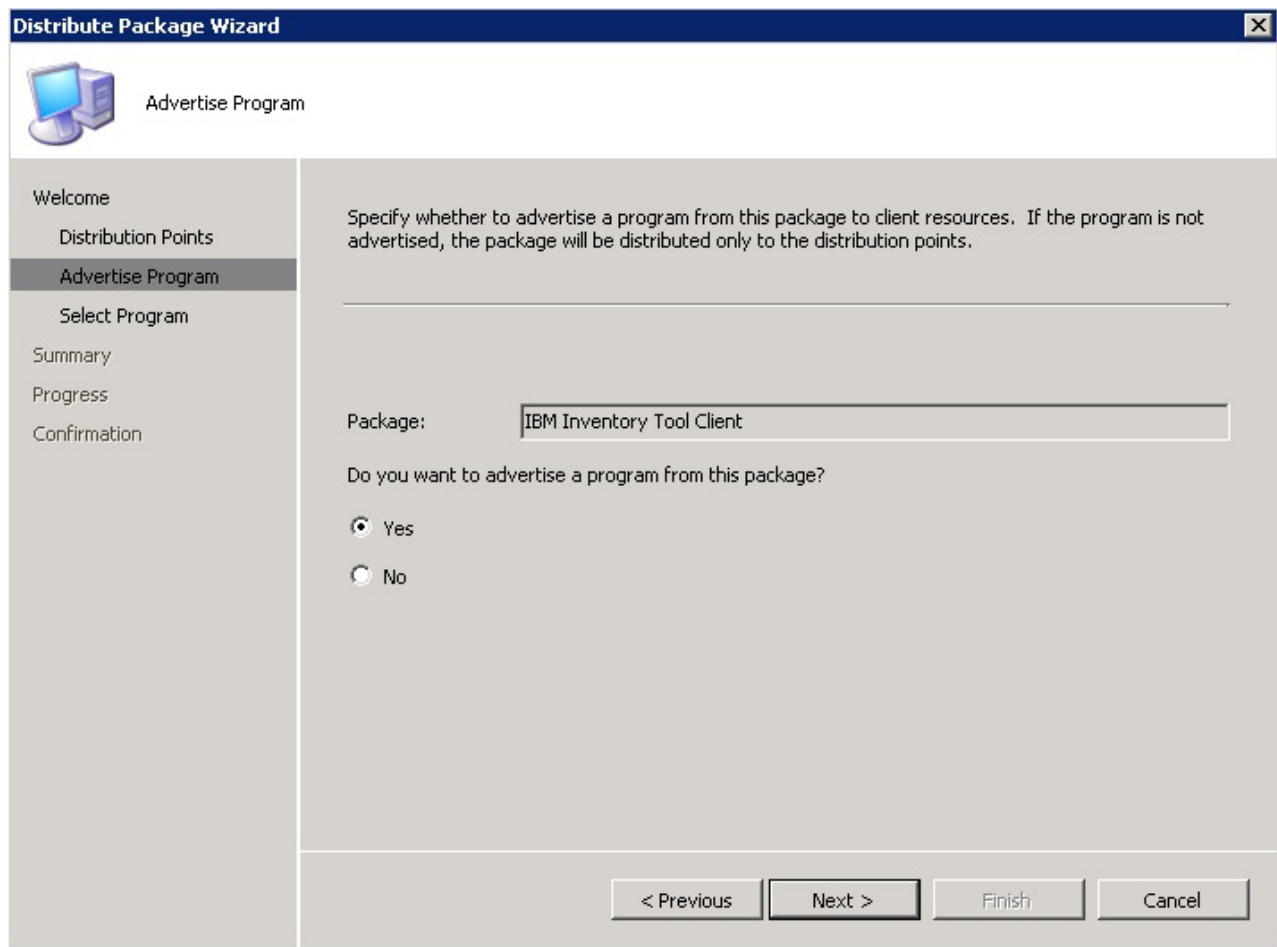 Distribute Package Wizard
Advertise Program
Welcome
Distribution Points
Advertise Program
Select Program
Summary
Progress
Confirmation
Specify whether to advertise a program from this package to client resources.  If the program is not
advertised, the package will be distributed only to the distribution points.
Package: IBM Inventory Tool Client
Do you want to advertise a program from this package?
Yes
No
< Previous Next > Finish Cancel